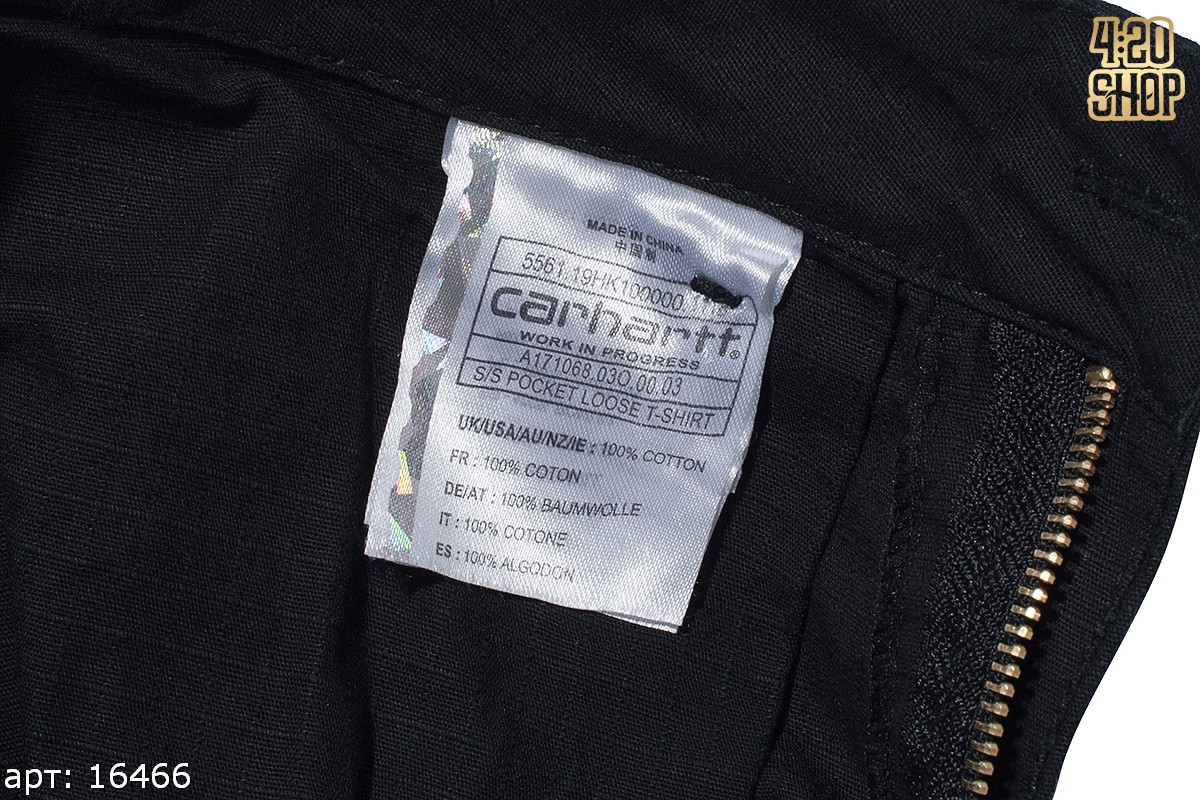 4:20
SHOP
MADE IN CHINA
中国製
5561.19HK100000
carhartt®
WORK IN PROGRESS
A171068.03O.00.03
S/S POCKET LOOSE T-SHIRT
UK/USA/AU/NZ/IE : 100% COTTON
FR : 100% COTON
DE/AT : 100% BAUMWOLLE
IT : 100% COTONE
ES : 100% ALGODON
арт: 16466